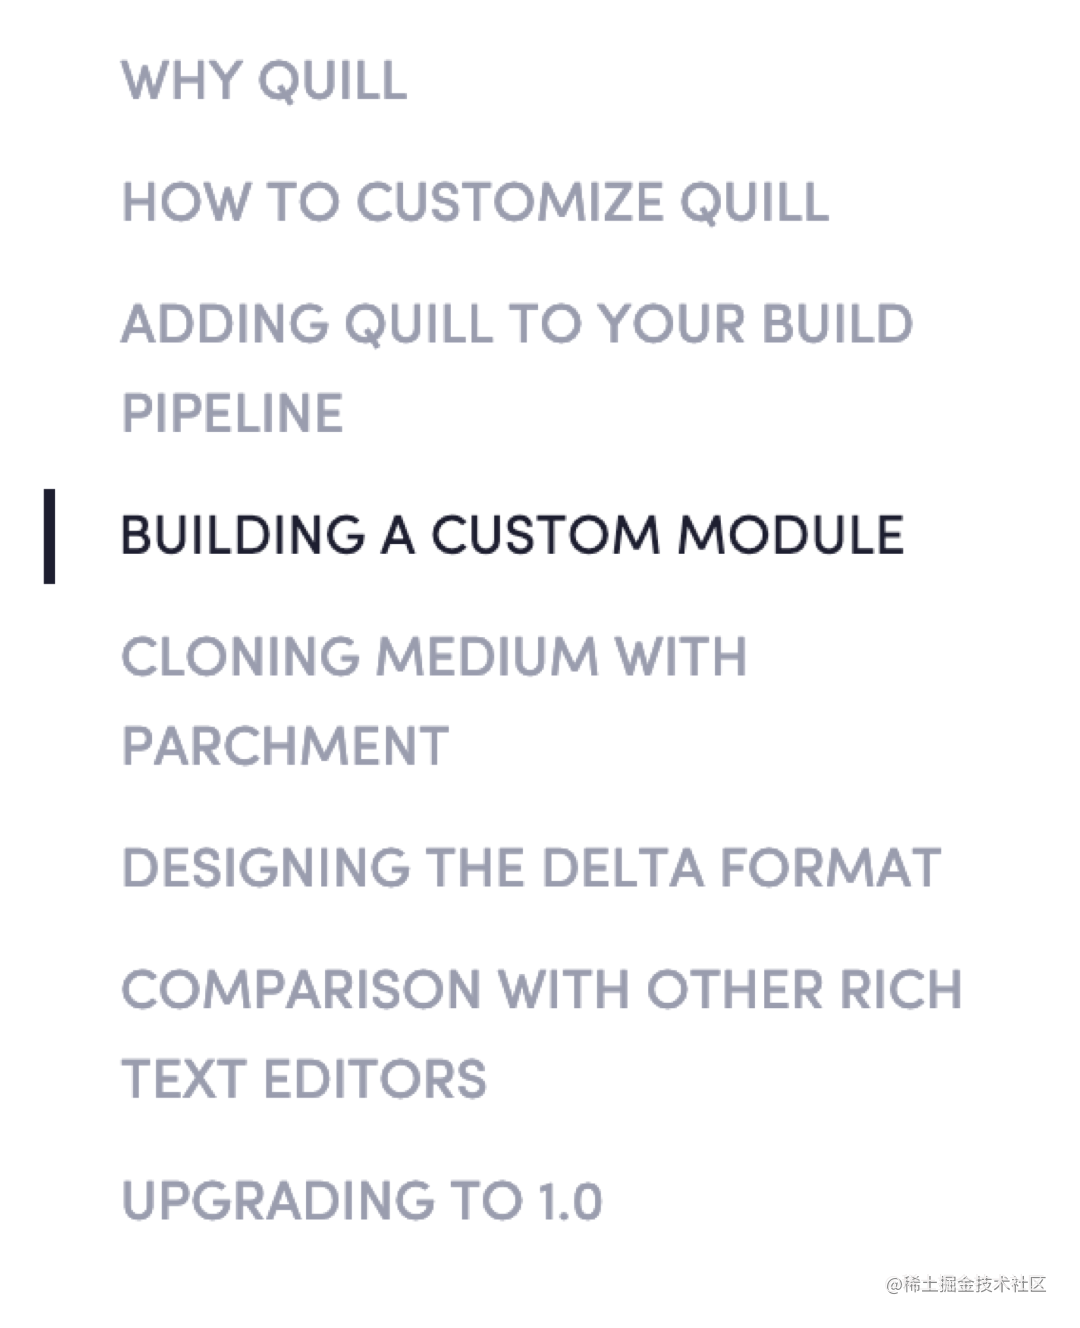 WHY QUILL
HOW TO CUSTOMIZE QUILL
ADDING QUILL TO YOUR BUILD
PIPELINE
BUILDING A CUSTOM MODULE
CLONING MEDIUM WITH
PARCHMENT
DESIGNING THE DELTA FORMAT
COMPARISON WITH OTHER RICH
TEXT EDITORS
UPGRADING TO 1.0
@稀土掘金技术社区